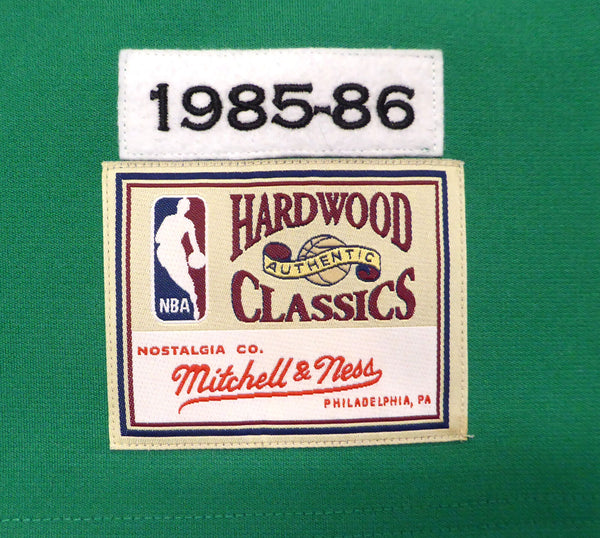 1985-86
HARDWOOD
AUTHENTIC
CLASSICS
NBA
NOSTALGIA CO.
Mitchell & Ness
PHILADELPHIA, PA